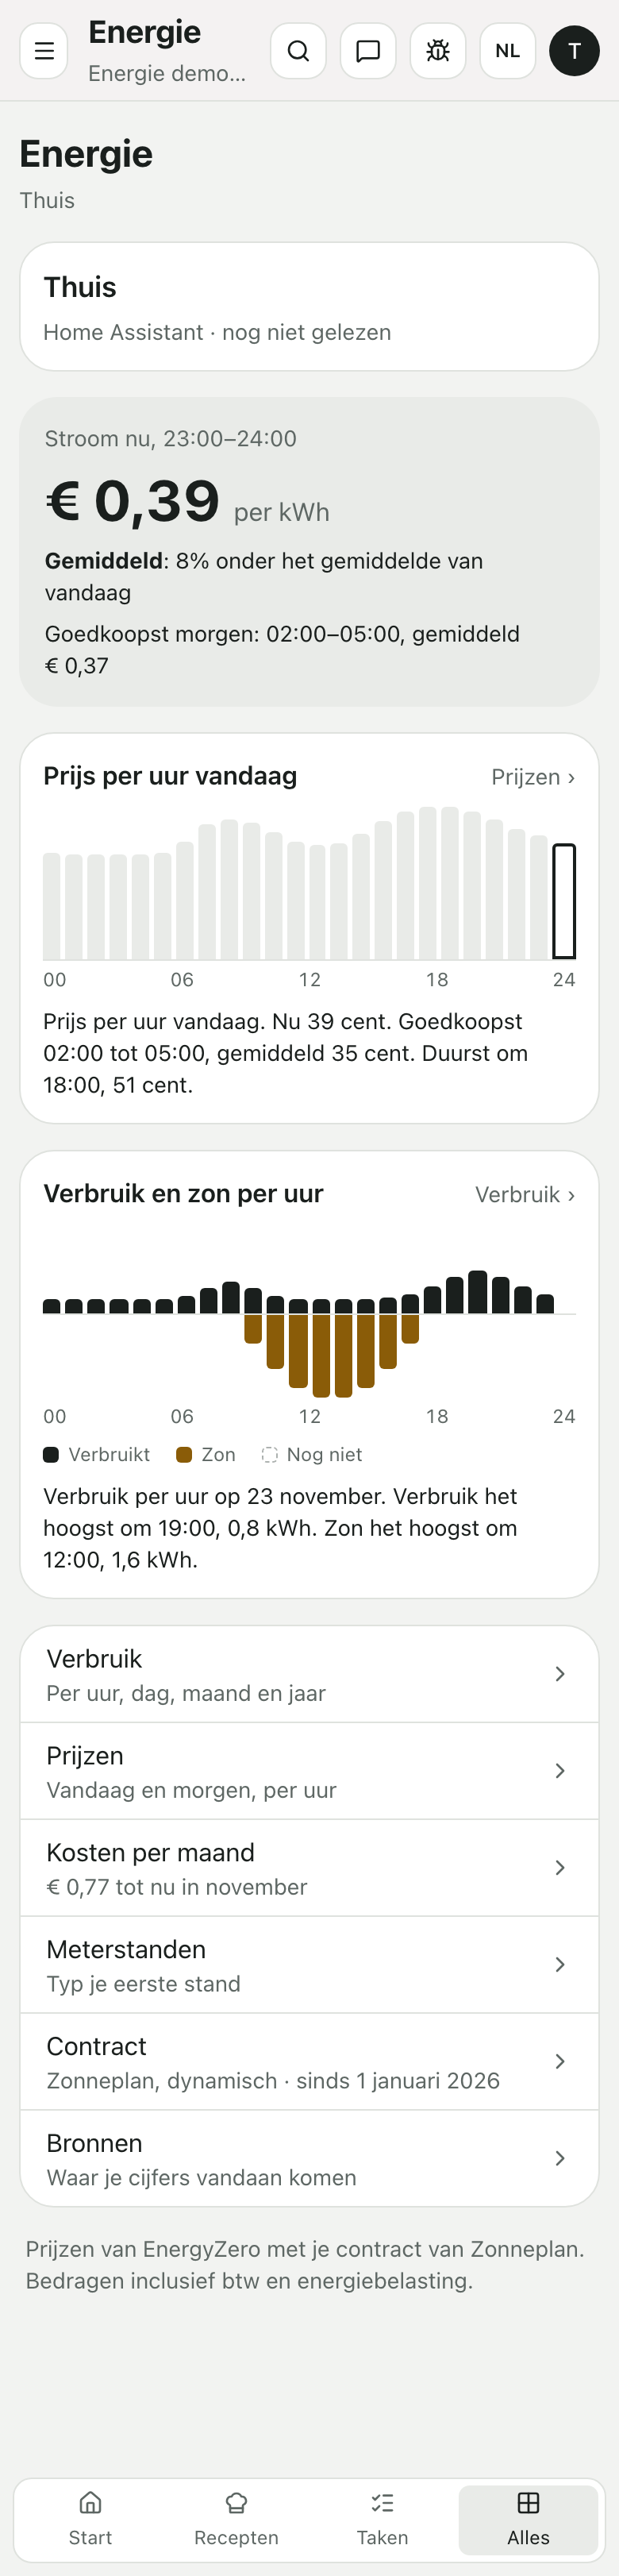 Energie
Energie demo...
NL
T
Energie
Thuis
Thuis
Home Assistant · nog niet gelezen
Stroom nu, 23:00–24:00
€ 0,39 per kWh
Gemiddeld: 8% onder het gemiddelde van
vandaag
Goedkoopst morgen: 02:00–05:00, gemiddeld
€ 0,37
Prijs per uur vandaag
Prijzen ›
00 06 12 18 24
Prijs per uur vandaag. Nu 39 cent. Goedkoopst
02:00 tot 05:00, gemiddeld 35 cent. Duurst om
18:00, 51 cent.
Verbruik en zon per uur
Verbruik ›
00 06 12 18 24
Verbruikt Zon Nog niet
Verbruik per uur op 23 november. Verbruik het
hoogst om 19:00, 0,8 kWh. Zon het hoogst om
12:00, 1,6 kWh.
Verbruik
Per uur, dag, maand en jaar
Prijzen
Vandaag en morgen, per uur
Kosten per maand
€ 0,77 tot nu in november
Meterstanden
Typ je eerste stand
Contract
Zonneplan, dynamisch · sinds 1 januari 2026
Bronnen
Waar je cijfers vandaan komen
Prijzen van EnergyZero met je contract van Zonneplan.
Bedragen inclusief btw en energiebelasting.
Start Recepten Taken Alles